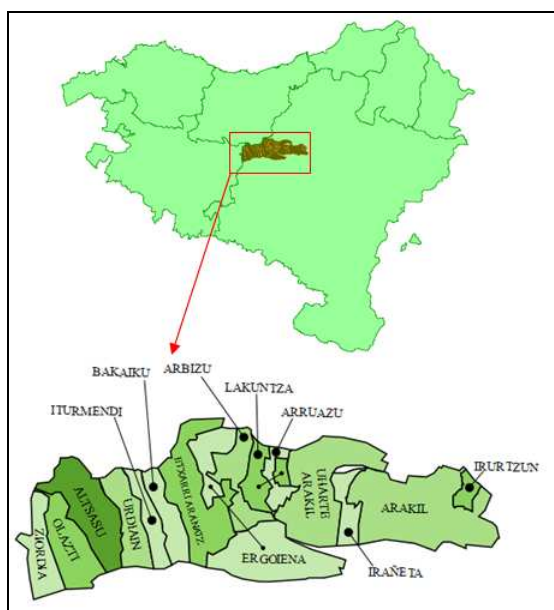 BAKAIKU
ARBIZU
LAKUNTZA
ITURMENDI
ARRUAZU
IRURTZUN
ZIORDIA
OLAZTI
ALTSASU
URDIAIN
ERGOIENA
UHARTE
ARAKIL
ARAKIL
IRAÑETA